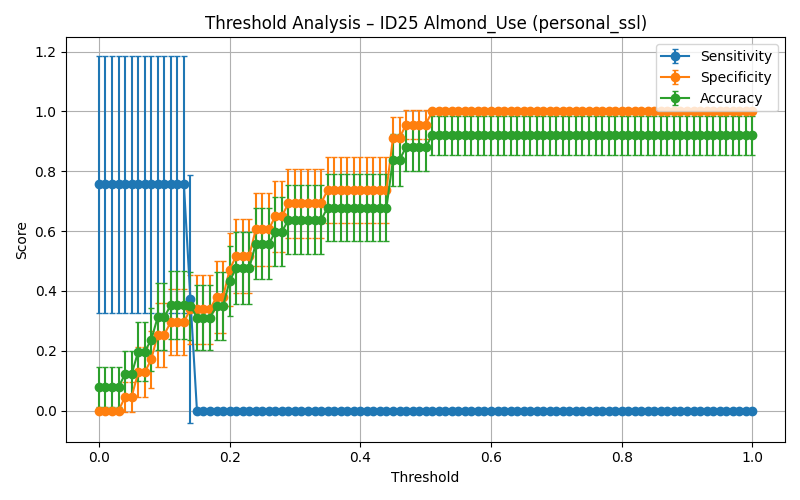 Threshold Analysis – ID25 Almond_Use (personal_ssl)
Sensitivity
Specificity
Accuracy
1.2
1.0
0.8
0.6
0.4
0.2
0.0
Score
0.0 0.2 0.4 0.6 0.8 1.0
Threshold